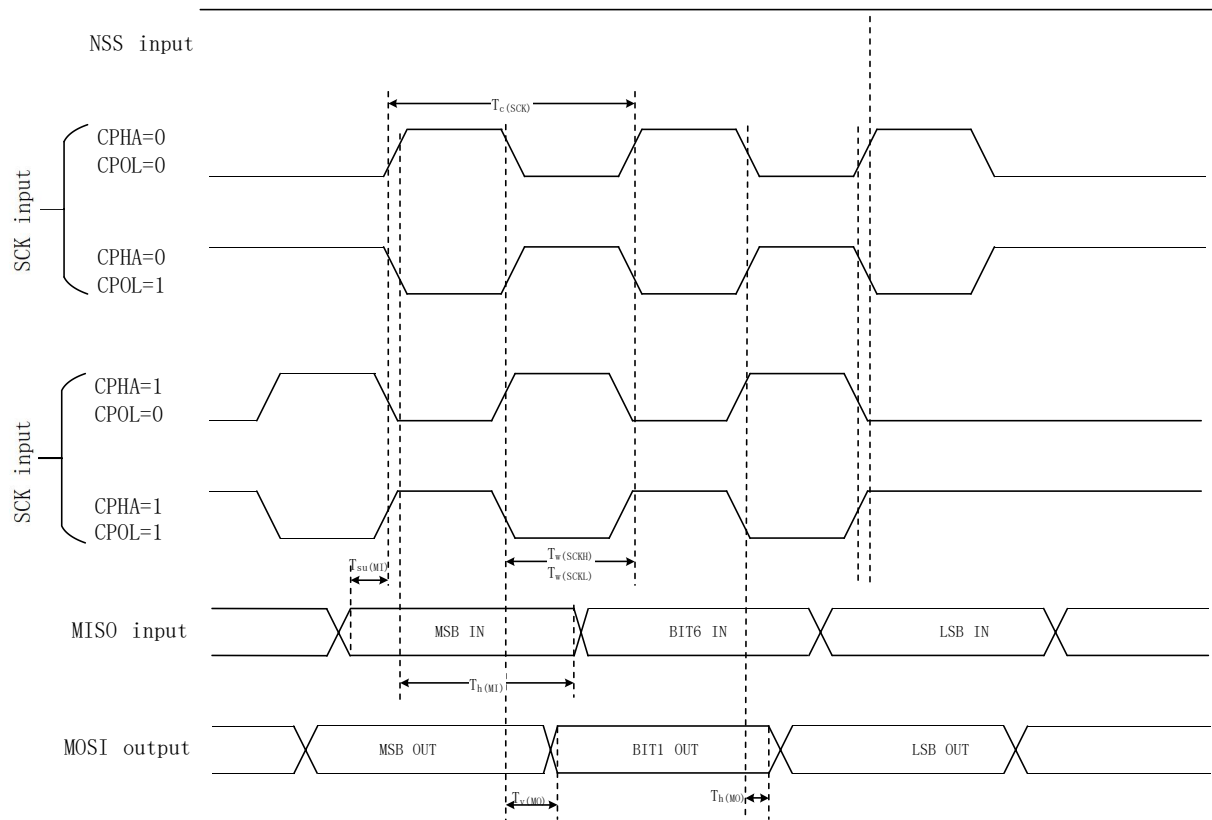 NSS input
Tc(SCK)
CPHA=0
CPOL=0
SCK input
CPHA=0
CPOL=1
CPHA=1
CPOL=0
SCK input
CPHA=1
CPOL=1
Tsu(MI)
Tw(SCKH)
Tw(SCKL)
MISO input
MSB IN
BIT6 IN
LSB IN
Th(MI)
MOSI output
MSB OUT
BIT1 OUT
LSB OUT
Tv(MO)
Th(MO)